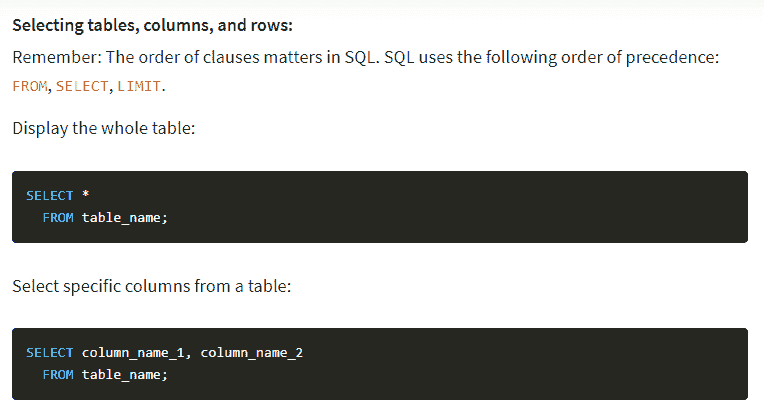 Selecting tables, columns, and rows:
Remember: The order of clauses matters in SQL. SQL uses the following order of precedence:
FROM, SELECT, LIMIT.
Display the whole table:
SELECT *
  FROM table_name;
Select specific columns from a table:
SELECT column_name_1, column_name_2
  FROM table_name;